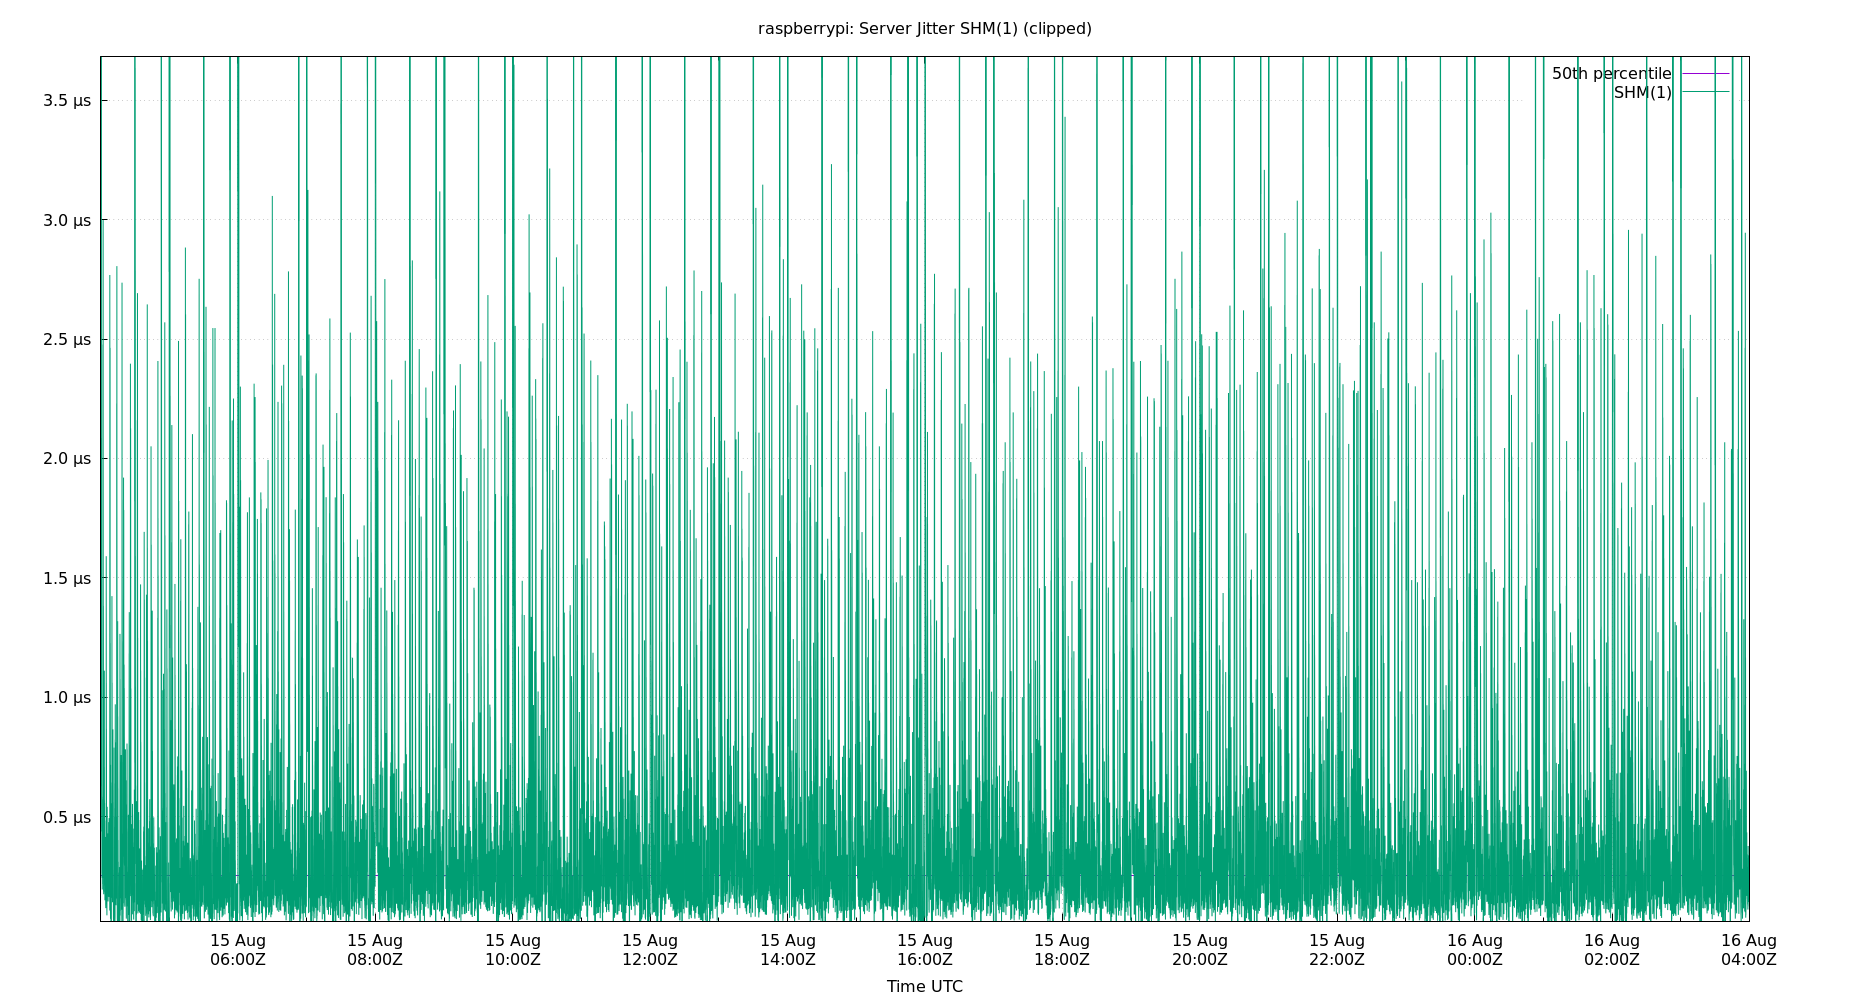 raspberrypi: Server Jitter SHM(1) (clipped)
50th percentile
SHM(1)
3.5 µs
3.0 µs
2.5 µs
2.0 µs
1.5 µs
1.0 µs
0.5 µs
15 Aug 15 Aug 15 Aug 15 Aug 15 Aug 15 Aug 15 Aug 15 Aug 15 Aug 16 Aug 16 Aug 16 Aug
06:00Z 08:00Z 10:00Z 12:00Z 14:00Z 16:00Z 18:00Z 20:00Z 22:00Z 00:00Z 02:00Z 04:00Z
Time UTC